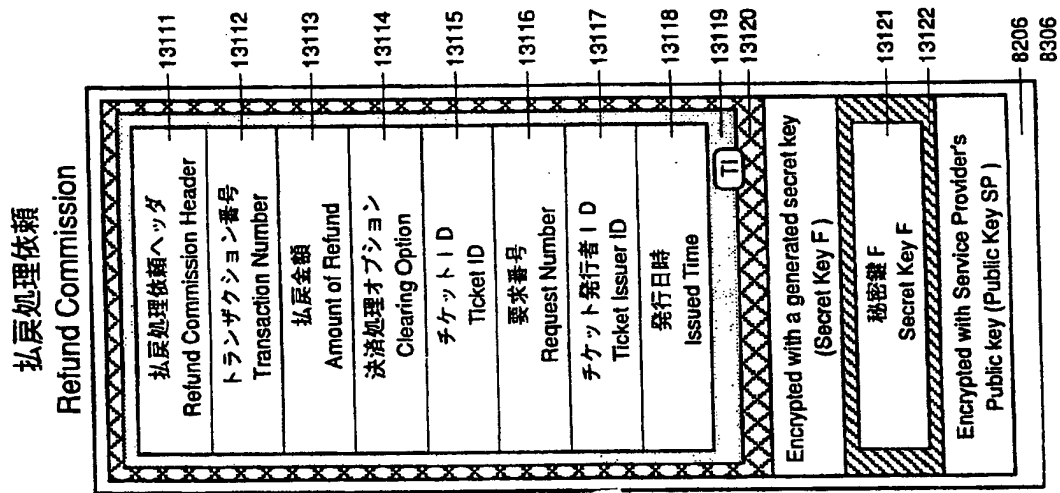 払戻処理依頼
Refund Commission
払戻処理依頼ヘッダ
Refund Commission Header
13111
トランザクション番号
Transaction Number
13112
払戻金額
Amount of Refund
13113
決済処理オプション
Clearing Option
13114
チケットID
Ticket ID
13115
要求番号
Request Number
13116
チケット発行者ID
Ticket Issuer ID
13117
発行日時
Issued Time
13118
TI
13119
13120
Encrypted with a generated secret key
(Secret Key F)
秘密鍵 F
Secret Key F
13121
13122
Encrypted with Service Provider's
Public key (Public Key SP)
8206
8306